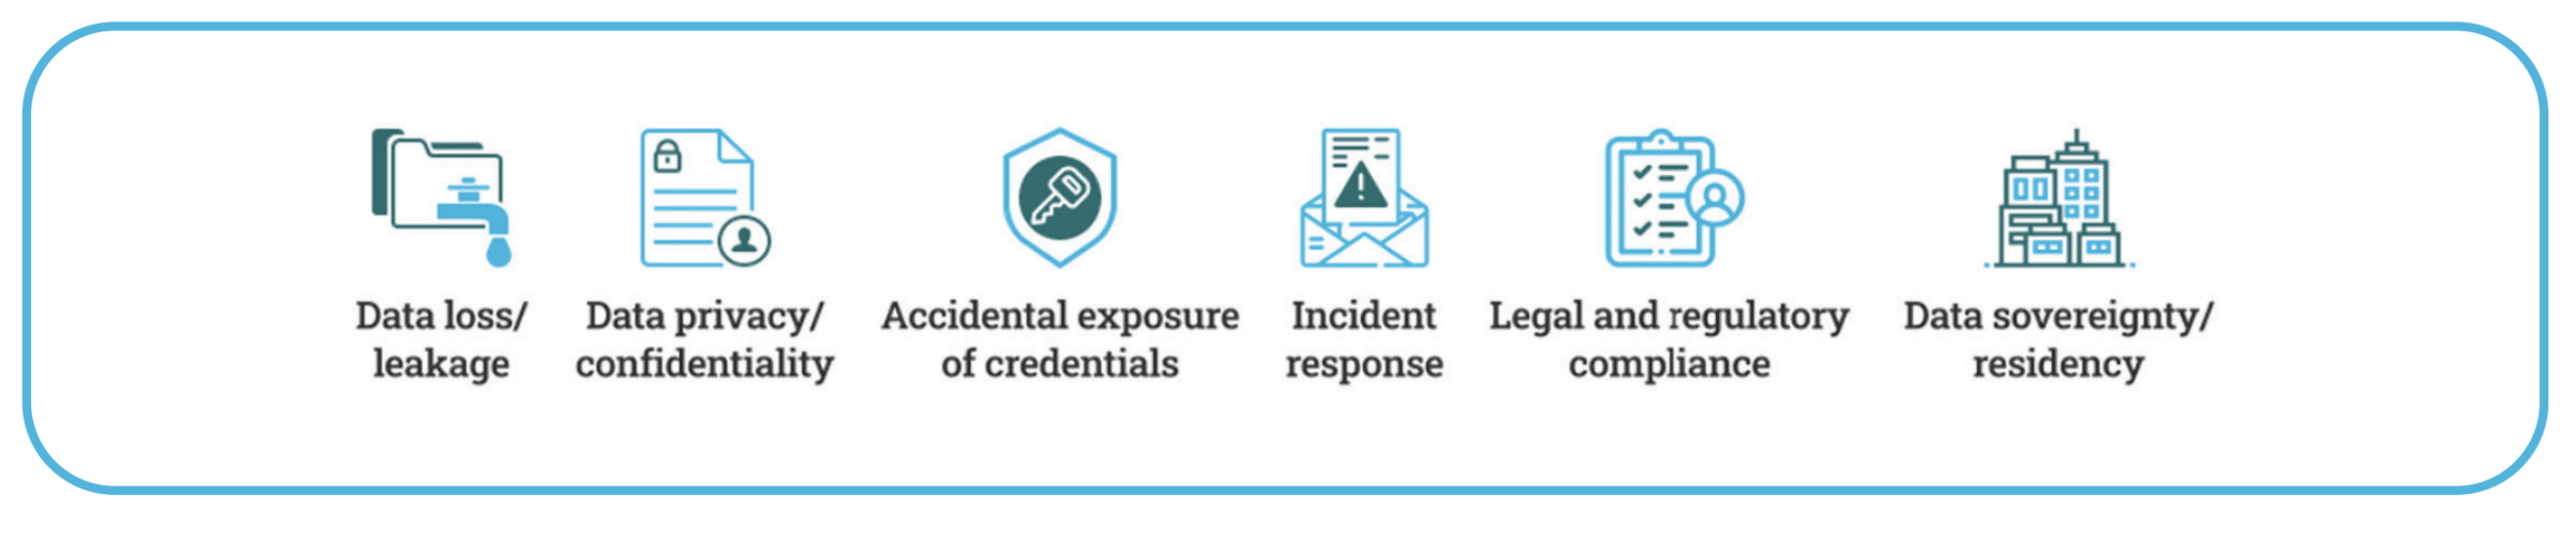 Data loss/
leakage
Data privacy/
confidentiality
Accidental exposure
of credentials
Incident
response
Legal and regulatory
compliance
Data sovereignty/
residency